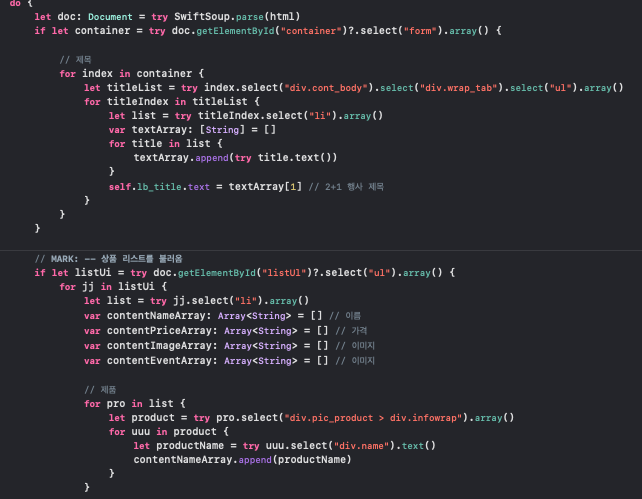 do {
let doc: Document = try SwiftSoup.parse(html)
if let container = try doc.getElementById("container")?.select("form").array() {
// 제목
for index in container {
let titleList = try index.select("div.cont_body").select("div.wrap_tab").select("ul").array()
for titleIndex in titleList {
let list = try titleIndex.select("li").array()
var textArray: [String] = []
for title in list {
textArray.append(try title.text())
}
self.lb_title.text = textArray[1] // 2+1 행사 제목
}
}
}
// MARK: -- 상품 리스트를 불러옴
if let listUi = try doc.getElementById("listUl")?.select("ul").array() {
for jj in listUi {
let list = try jj.select("li").array()
var contentNameArray: Array<String> = [] // 이름
var contentPriceArray: Array<String> = [] // 가격
var contentImageArray: Array<String> = [] // 이미지
var contentEventArray: Array<String> = [] // 이미지
// 제품
for pro in list {
let product = try pro.select("div.pic_product > div.infowrap").array()
for uuu in product {
let productName = try uuu.select("div.name").text()
contentNameArray.append(productName)
}
}